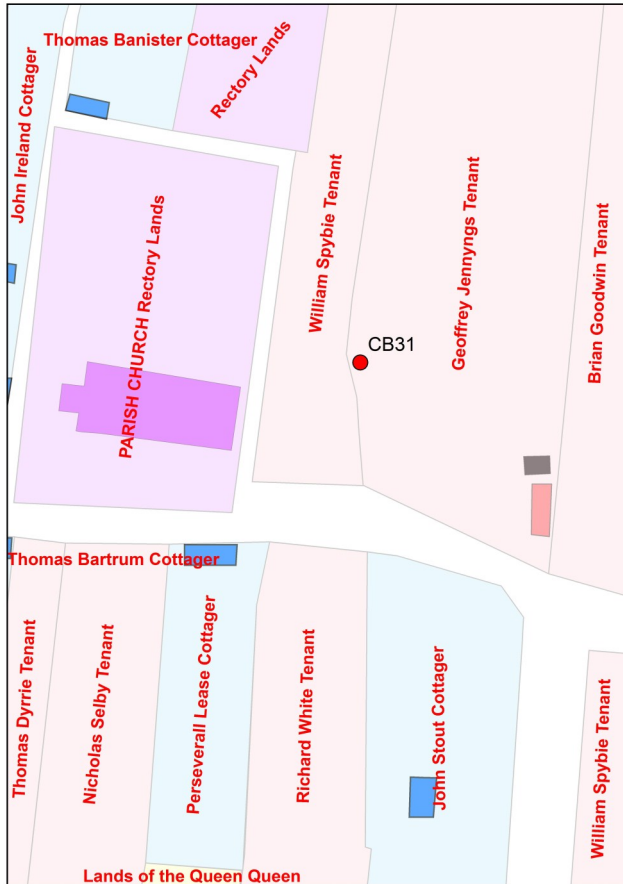 Thomas Banister Cottager
Rectory Lands
John Ireland Cottager
PARISH CHURCH Rectory Lands
William Spybie Tenant
Geoffrey Jennyngs Tenant
Brian Goodwin Tenant
CB31
Thomas Bartrum Cottager
Thomas Dyrrie Tenant
Nicholas Selby Tenant
Perseverall Lease Cottager
Richard White Tenant
John Stout Cottager
William Spybie Tenant
Lands of the Queen Queen